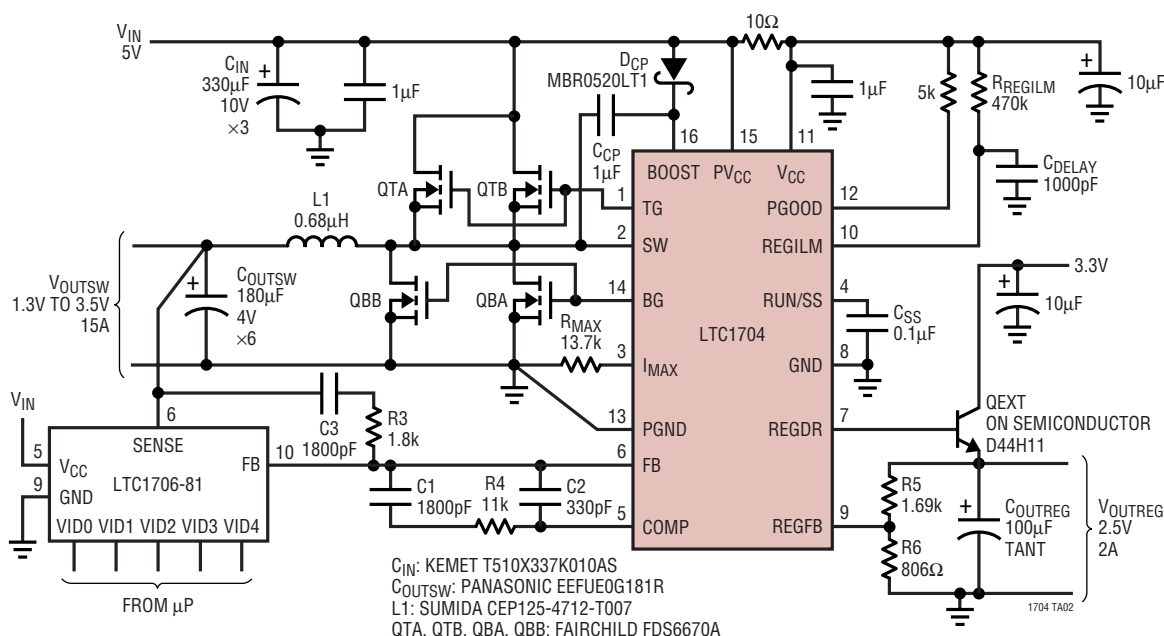 VIN
5V
CIN
330µF
10V
×3
1µF
DCP
MBR0520LT1
10Ω
1µF
5k
RREGILM
470k
10µF
CCP
1µF
16
15
11
BOOST
PVCC
VCC
CDELAY
1000pF
QTA
QTB
1
TG
PGOOD
12
L1
0.68µH
2
SW
REGILM
10
VOUTSW
1.3V TO 3.5V
15A
COUTSW
180µF
4V
×6
QBB
QBA
14
BG
RUN/SS
4
CSS
0.1µF
3.3V
10µF
LTC1704
RMAX
13.7k
3
IMAX
GND
8
VIN
6
C3
1800pF
R3
1.8k
13
PGND
REGDR
7
QEXT
ON SEMICONDUCTOR
D44H11
5
VCC
SENSE
FB
10
6
FB
9
GND
LTC1706-81
C1
1800pF
R4
11k
C2
330pF
5
COMP
REGFB
9
R5
1.69k
R6
806Ω
COUTREG
100µF
TANT
VOUTREG
2.5V
2A
VID0 VID1 VID2 VID3 VID4
FROM µP
CIN: KEMET T510X337K010AS
COUTSW: PANASONIC EEFUE0G181R
L1: SUMIDA CEP125-4712-T007
QTA, QTB, QBA, QBB: FAIRCHILD FDS6670A
1704 TA02